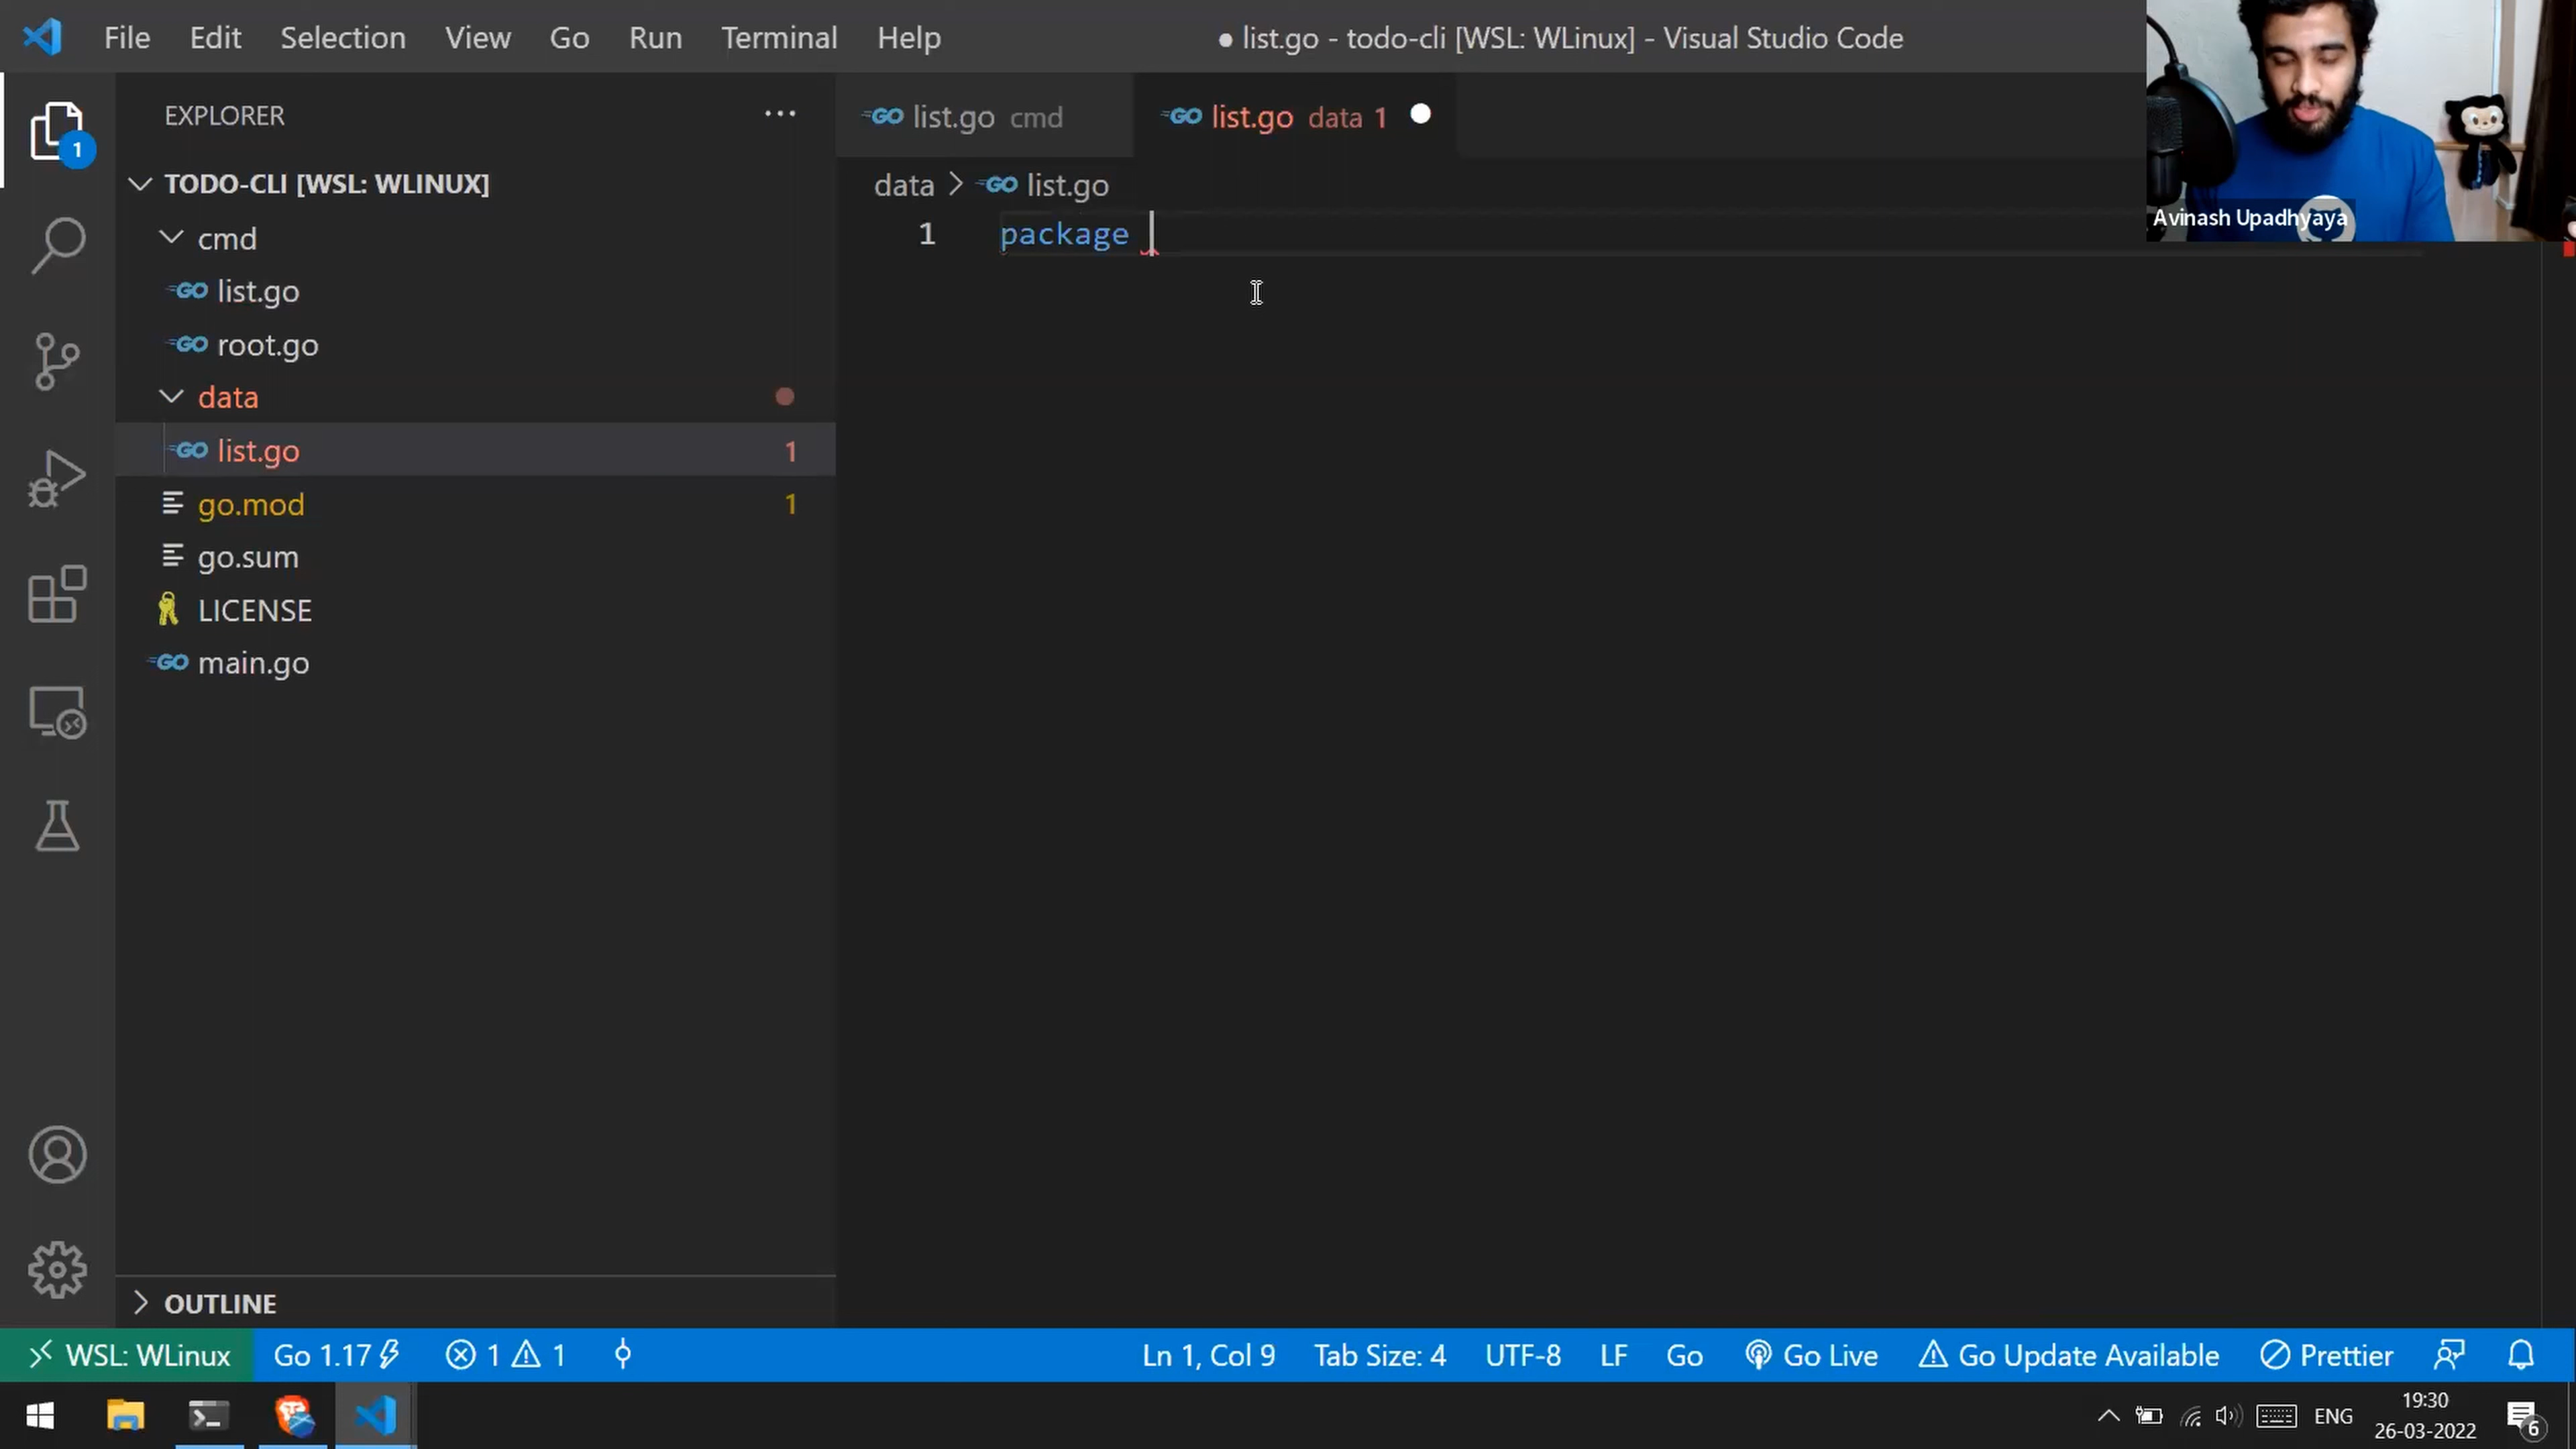 File Edit Selection View Go Run Terminal Help
● list.go - todo-cli [WSL: WLinux] - Visual Studio Code
EXPLORER
TODO-CLI [WSL: WLINUX]
cmd
list.go
root.go
data
list.go 1
go.mod 1
go.sum
LICENSE
main.go
OUTLINE
1
list.go cmd
list.go data 1
data > list.go
1 package
Avinash Upadhyaya
WSL: WLinux Go 1.17 1 1 Ln 1, Col 9 Tab Size: 4 UTF-8 LF Go Go Live Go Update Available Prettier
ENG
19:30
26-03-2022
6